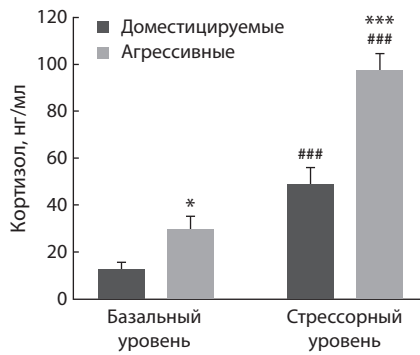 Кортизол, нг/мл
120
100
80
60
40
20
0
Доместицируемые
Агрессивные
*
###
***
###
Базальный
уровень
Стрессорный
уровень